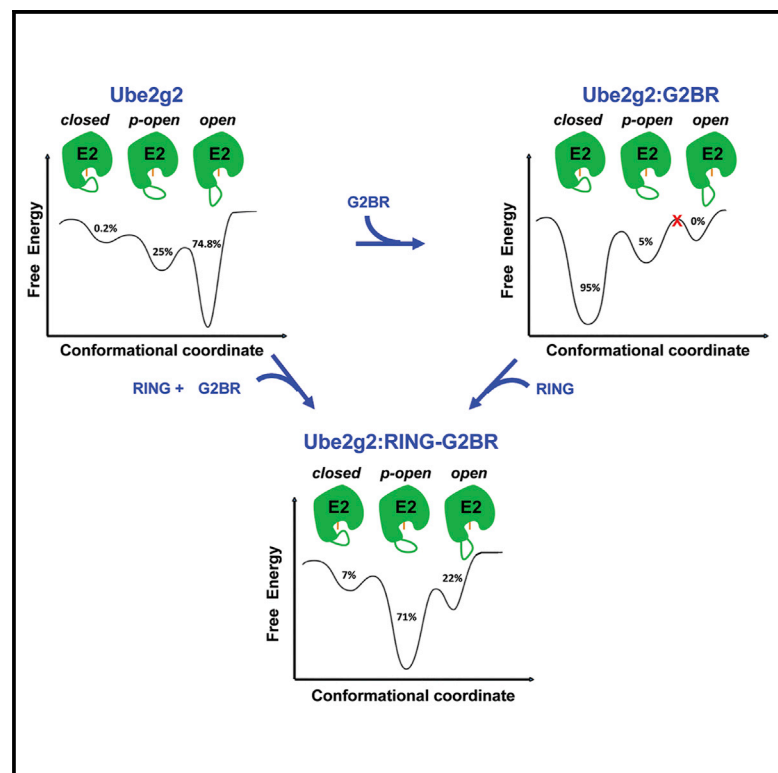 Ube2g2
closed p-open open
E2 E2 E2
Free Energy
0.2%
25%
74.8%
Conformational coordinate
G2BR
Ube2g2:G2BR
closed p-open open
E2 E2 E2
Free Energy
95%
5%
X
0%
Conformational coordinate
RING + G2BR
RING
Ube2g2:RING-G2BR
closed p-open open
E2 E2 E2
Free Energy
7%
71%
22%
Conformational coordinate